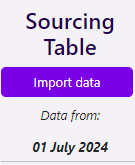 Sourcing
Table
Import data
Data from:
01 July 2024